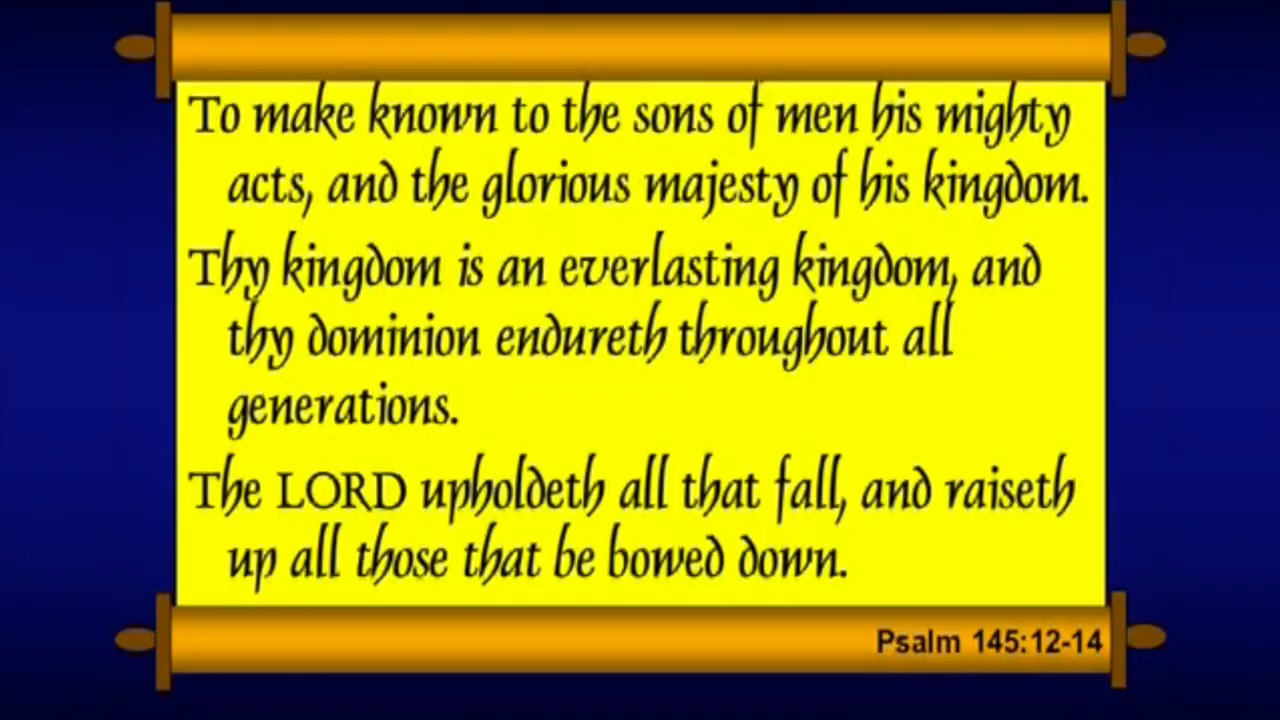 To make known to the sons of men his mighty
acts, and the glorious majesty of his kingdom.
Thy kingdom is an everlasting kingdom, and
thy dominion endureth throughout all
generations.
The LORD upholdeth all that fall, and raiseth
up all those that be bowed down.
Psalm 145:12-14